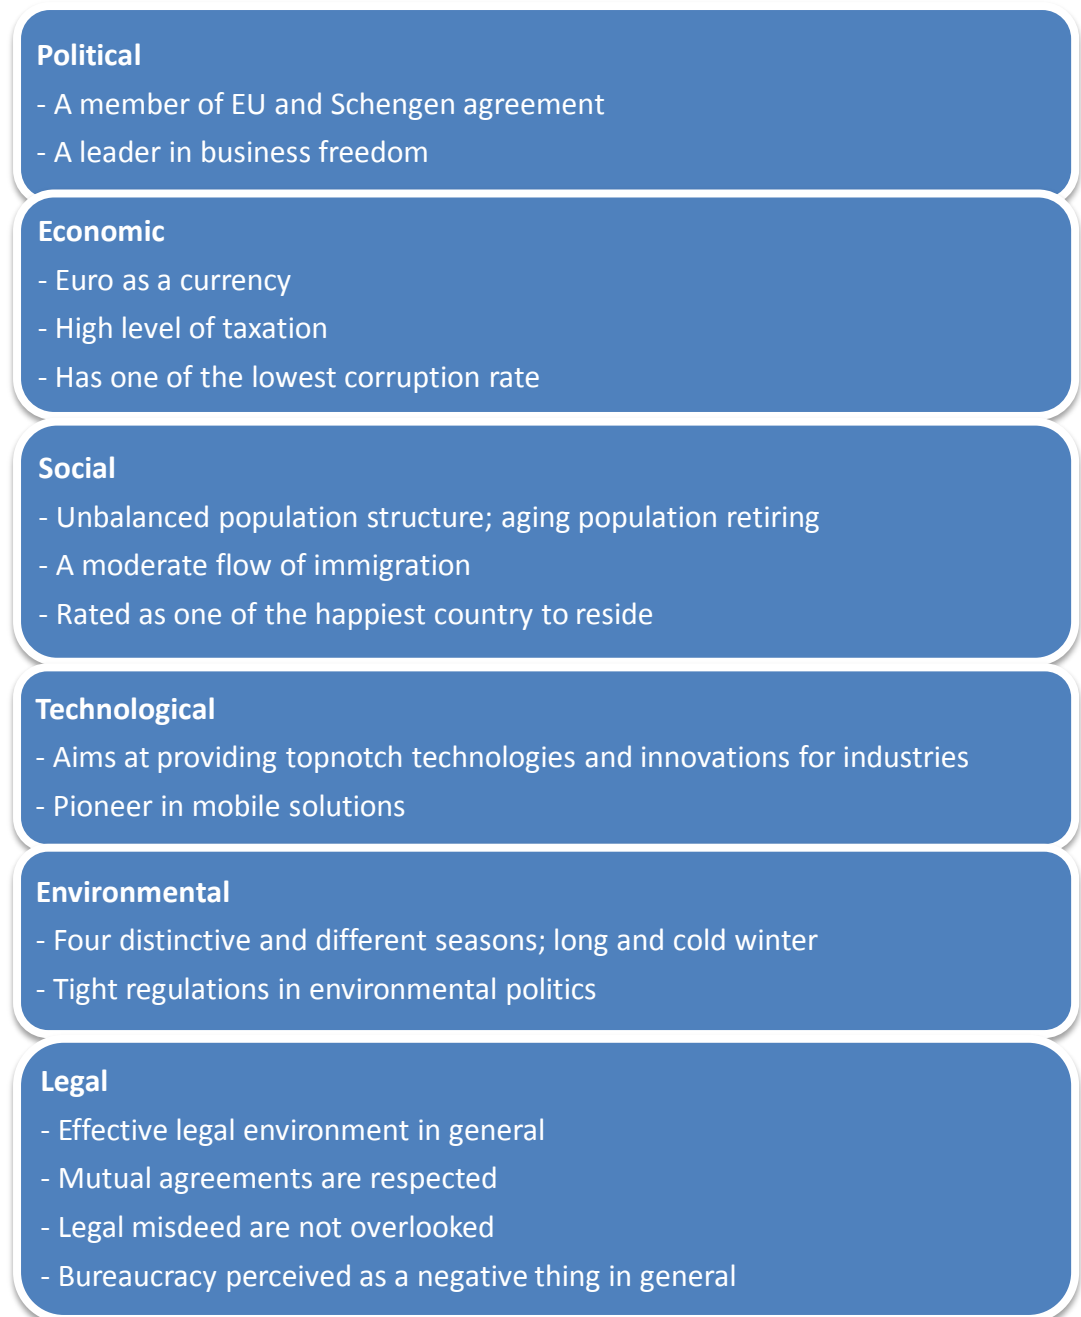 Political
- A member of EU and Schengen agreement
- A leader in business freedom
Economic
- Euro as a currency
- High level of taxation
- Has one of the lowest corruption rate
Social
- Unbalanced population structure; aging population retiring
- A moderate flow of immigration
- Rated as one of the happiest country to reside
Technological
- Aims at providing topnotch technologies and innovations for industries
- Pioneer in mobile solutions
Environmental
- Four distinctive and different seasons; long and cold winter
- Tight regulations in environmental politics
Legal
- Effective legal environment in general
- Mutual agreements are respected
- Legal misdeed are not overlooked
- Bureaucracy perceived as a negative thing in general